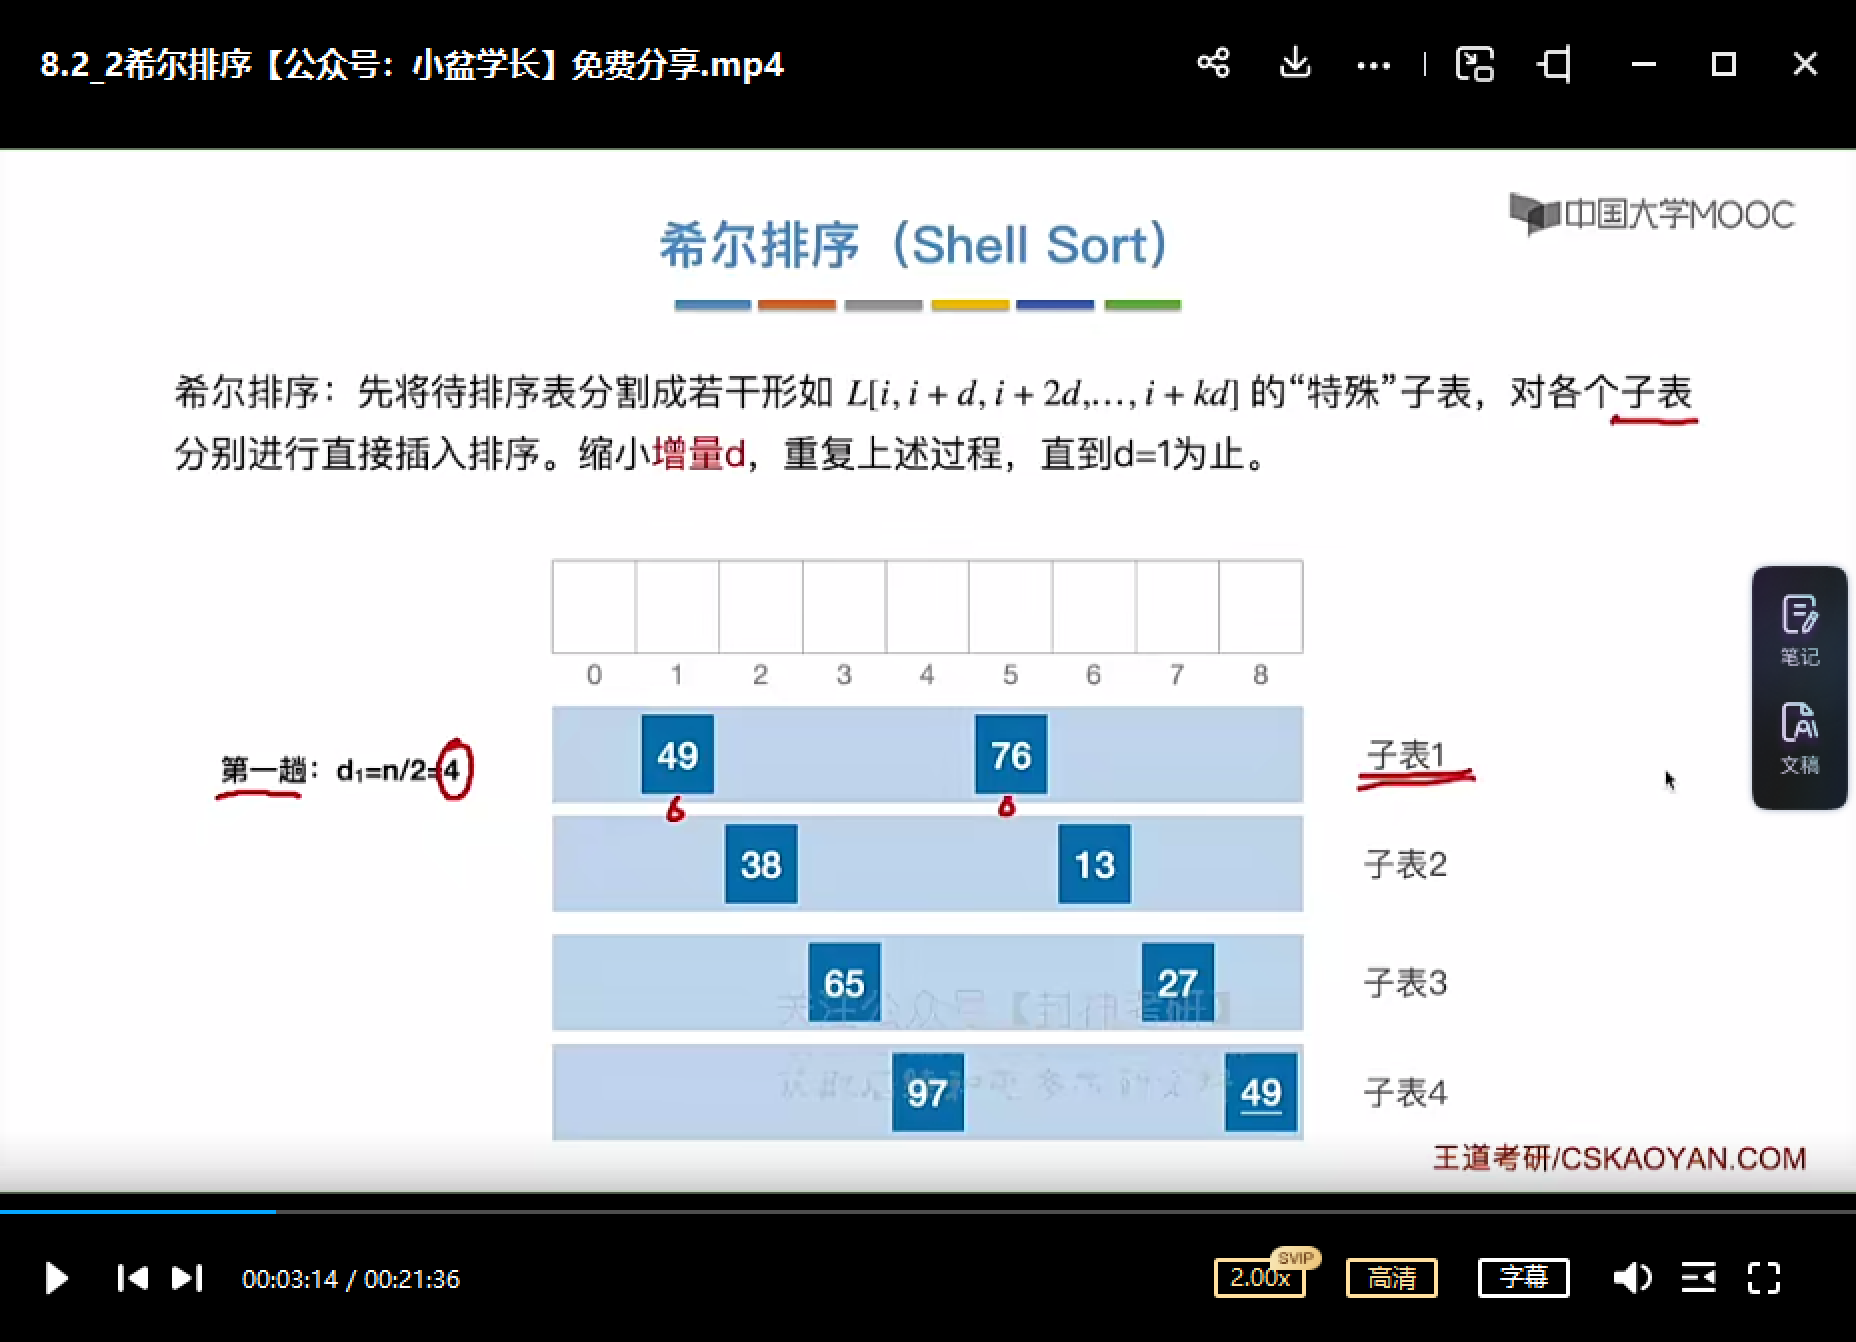 8.2_2希尔排序【公众号：小盆学长】免费分享.mp4
中国大学MOOC
希尔排序（Shell Sort）
希尔排序：先将待排序表分割成若干形如 L[i, i + d, i + 2d,…, i + kd] 的“特殊”子表，对各个子表
分别进行直接插入排序。缩小增量d，重复上述过程，直到d=1为止。
0 1 2 3 4 5 6 7 8
第一趟：d₁=n/2=4
49 76 子表1
38 13 子表2
65 27 子表3
97 49 子表4
关注公众号【封神考研】
王道考研/CSKAOYAN.COM
笔记
文稿
00:03:14 / 00:21:36
2.00x
SVIP
高清
字幕